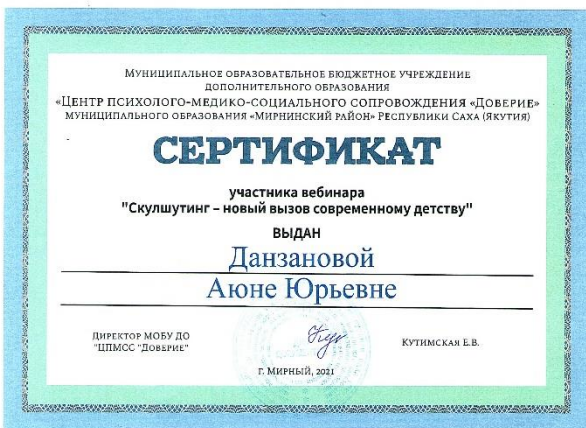 Муниципальное образовательное бюджетное учреждение
дополнительного образования
«Центр психолого-медико-социального сопровождения «Доверие»
муниципального образования «Мирнинский район» Республики Саха (Якутия)
СЕРТИФИКАТ
участника вебинара
"Скулшутинг – новый вызов современному детству"
ВЫДАН
Данзановой
Аюне Юрьевне
Директор МОБУ ДО
"ЦПМСС "Доверие"
Кутимская Е.В.
г. Мирный, 2021